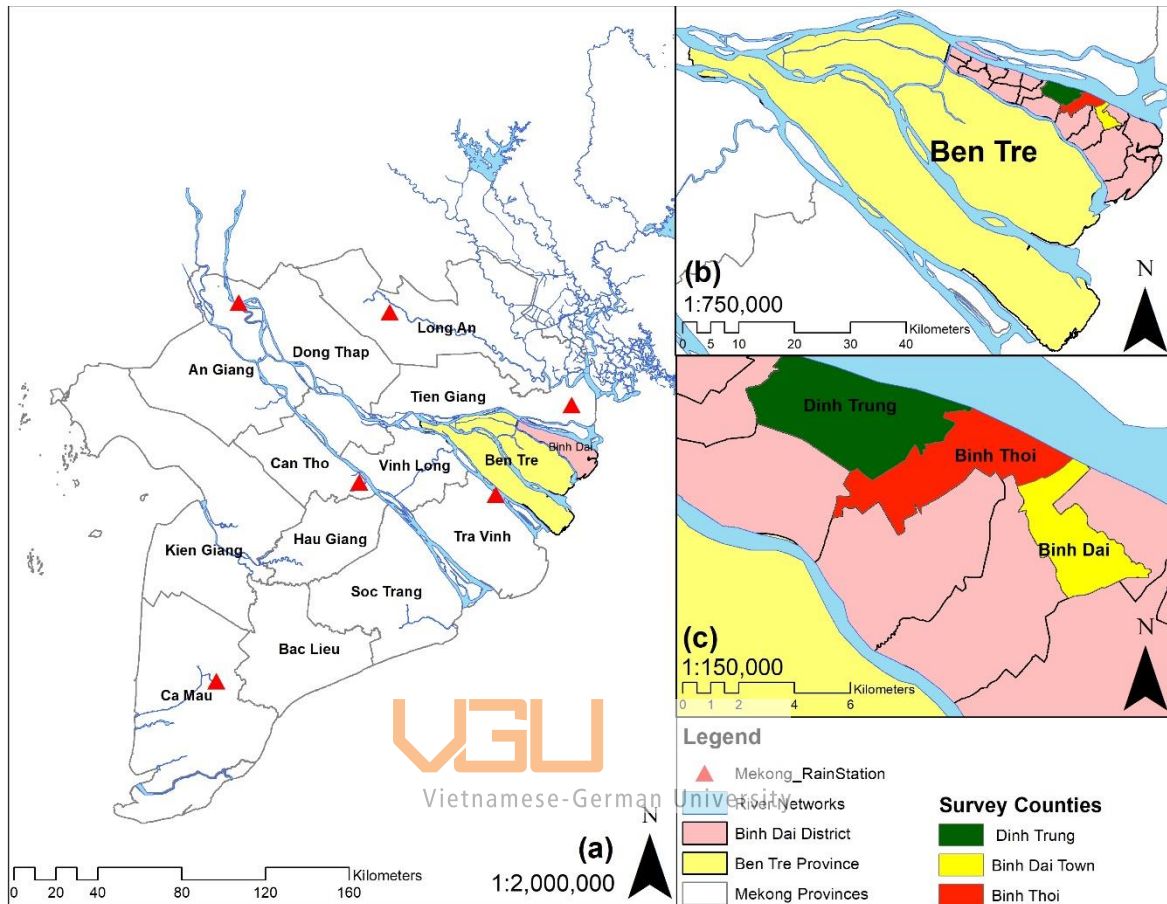 Long An
Dong Thap
An Giang
Tien Giang
Binh Dai
Ben Tre
Vinh Long
Can Tho
Tra Vinh
Hau Giang
Kien Giang
Soc Trang
Bac Lieu
Ca Mau
N
(a)
1:2,000,000
Kilometers
0 20 40 80 120 160
Ben Tre
(b)
1:750,000
Kilometers
0 5 10 20 30 40
N
Dinh Trung
Binh Thoi
Binh Dai
(c)
1:150,000
Kilometers
0 1 2 4 6
N
VGU
Vietnamese-German University
Legend
Mekong_RainStation
River Networks
Binh Dai District
Ben Tre Province
Mekong Provinces
Survey Counties
Dinh Trung
Binh Dai Town
Binh Thoi